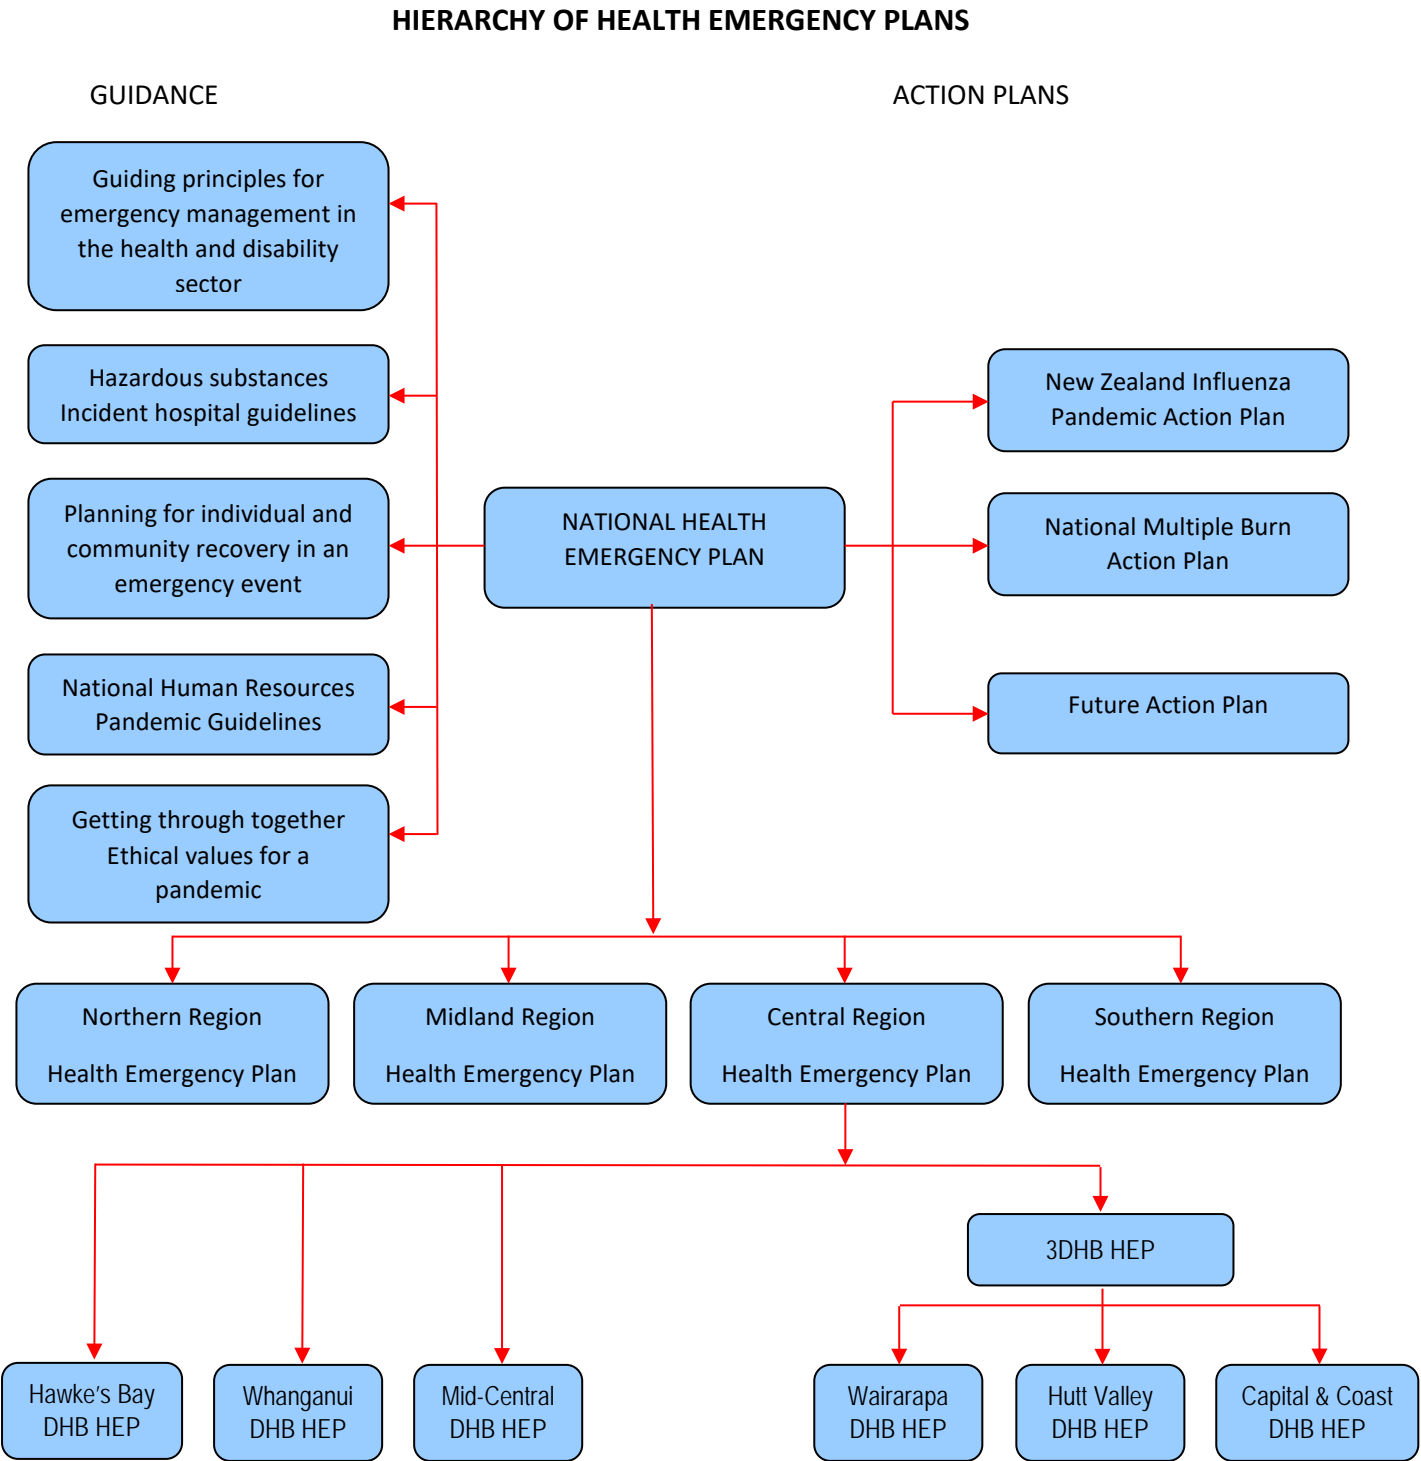 HIERARCHY OF HEALTH EMERGENCY PLANS
GUIDANCE
ACTION PLANS
Guiding principles for
emergency management in
the health and disability
sector
Hazardous substances
Incident hospital guidelines
Planning for individual and
community recovery in an
emergency event
National Human Resources
Pandemic Guidelines
Getting through together
Ethical values for a
pandemic
NATIONAL HEALTH
EMERGENCY PLAN
New Zealand Influenza
Pandemic Action Plan
National Multiple Burn
Action Plan
Future Action Plan
Northern Region
Health Emergency Plan
Midland Region
Health Emergency Plan
Central Region
Health Emergency Plan
Southern Region
Health Emergency Plan
3DHB HEP
Hawke's Bay
DHB HEP
Whanganui
DHB HEP
Mid-Central
DHB HEP
Wairarapa
DHB HEP
Hutt Valley
DHB HEP
Capital & Coast
DHB HEP